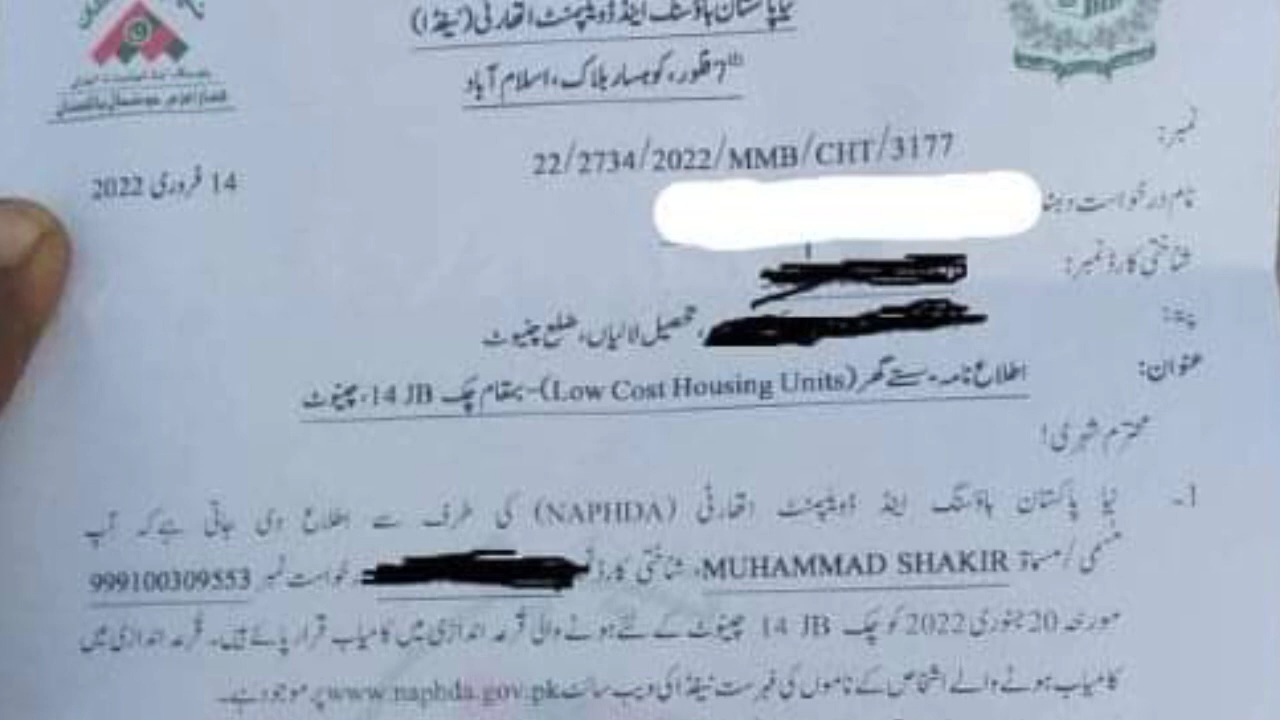 نیا پاکستان ہاؤسنگ اینڈ ڈویلپمنٹ اتھارٹی (نیفڈا)
7th فلور، کوہسار بلاک، اسلام آباد
نمبر: 22/2734/2022/MMB/CHT/3177
14 فروری 2022
نام درخواست دہندہ
شناختی کارڈ نمبر:
پتہ: ، تحصیل لالیاں، ضلع چنیوٹ
عنوان: اطلاع نامہ۔ سستے گھر (Low Cost Housing Units)-بمقام چک 14 JB، چنیوٹ
محترم شہری!
1۔ نیا پاکستان ہاؤسنگ اینڈ ڈویلپمنٹ اتھارٹی (NAPHDA) کی طرف سے اطلاع دی جاتی ہے کہ آپ
مسمی/مسماۃ MUHAMMAD SHAKIR، شناختی کارڈ درخواست نمبر 999100309553
مورخہ 20 جنوری 2022 کو چک 14 JB چنیوٹ کے لئے ہونے والی قرعہ اندازی میں کامیاب قرار پائے ہیں۔ قرعہ اندازی میں
کامیاب ہونے والے اشخاص کے ناموں کی فہرست نیفڈا کی ویب سائٹ www.naphda.gov.pk پر موجود ہے۔